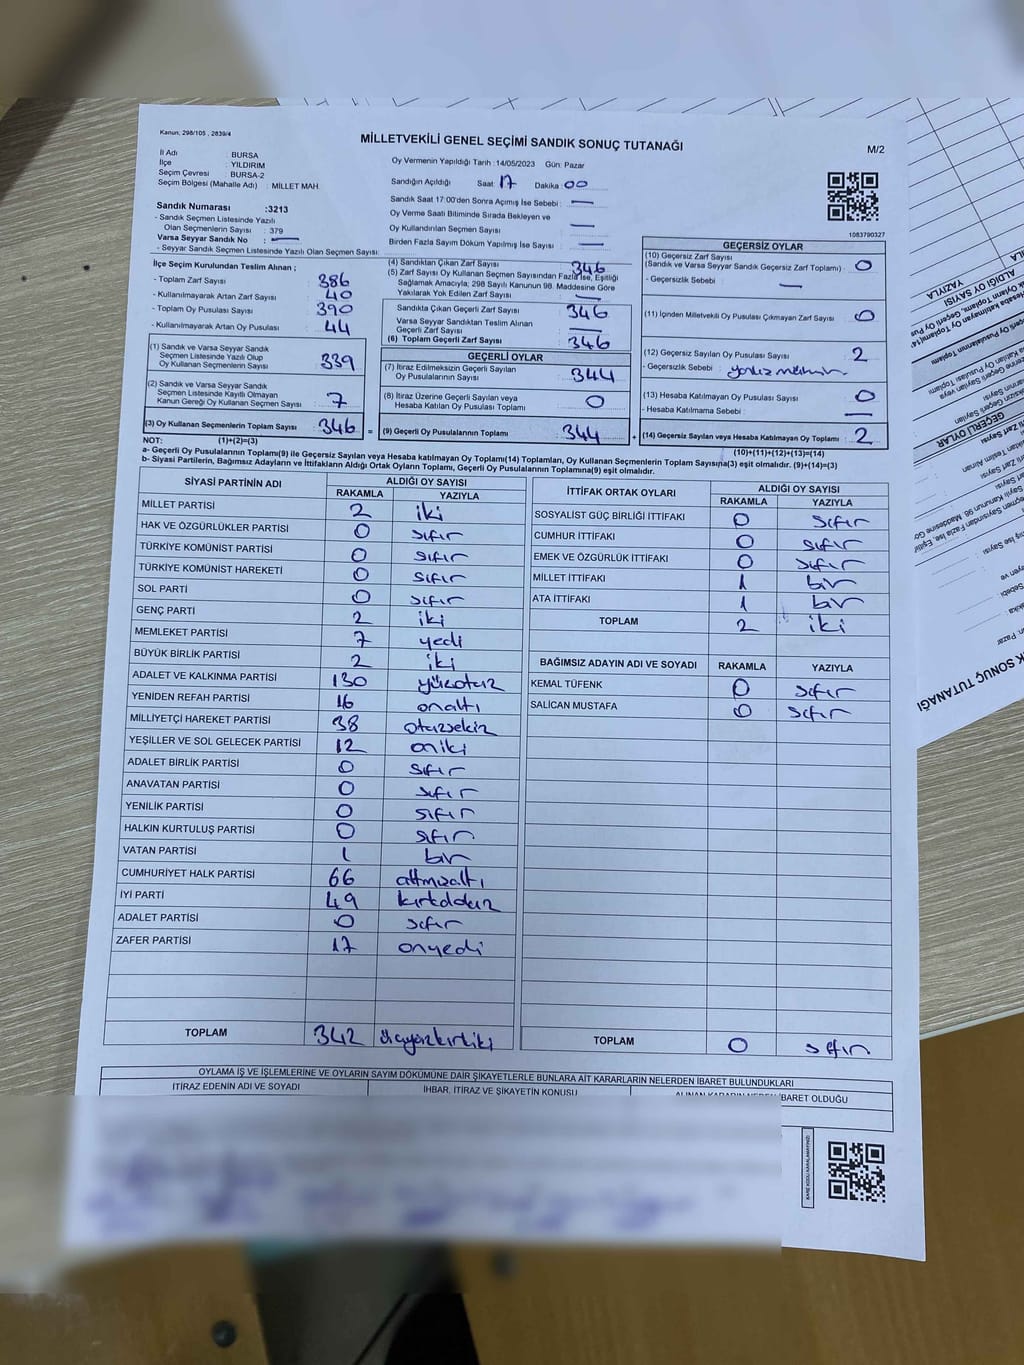 Kanun: 298/105 , 2839/4
MİLLETVEKİLİ GENEL SEÇİMİ SANDIK SONUÇ TUTANAĞI
M/2
İl Adı : BURSA
İlçe : YILDIRIM
Seçim Çevresi : BURSA-2
Seçim Bölgesi (Mahalle Adı) : MİLLET MAH
Oy Vermenin Yapıldığı Tarih :14/05/2023 Gün: Pazar
Sandığın Açıldığı Saat : 17 Dakika : 00
Sandık Saat 17:00'den Sonra Açımış İse Sebebi : —
Oy Verme Saati Bitiminde Sırada Bekleyen ve
Oy Kullandırılan Seçmenlerin Sayısı : —
Birden Fazla Sayım Döküm Yapılmış İse Sayısı : —
1083790327
Sandık Numarası :3213
- Sandık Seçmen Listesinde Yazılı
Olan Seçmenlerin Sayısı : 379
Varsa Seyyar Sandık No : —
- Seyyar Sandık Seçmen Listesinde Yazılı Olan Seçmen Sayısı:
İlçe Seçim Kurulundan Teslim Alınan ;
- Toplam Zarf Sayısı : 386
- Kullanılmayarak Artan Zarf Sayısı : 40
- Toplam Oy Pusulası Sayısı : 390
- Kullanılmayarak Artan Oy Pusulası : 44
(1) Sandık ve Varsa Seyyar Sandık
Seçmen Listesinde Yazılı Olup
Oy Kullanan Seçmenlerin Sayısı : 339
(2) Sandık ve Varsa Seyyar Sandık
Seçmen Listesinde Kayıtlı Olmayan
Kanun Gereği Oy Kullanan Seçmen Sayısı : 7
(3) Oy Kullanan Seçmenlerin Toplam Sayısı : 346
(4) Sandıktan Çıkan Zarf Sayısı : 346
(5) Zarf Sayısı Oy Kullanan Seçmen Sayısından Fazla İse, Eşitliği
Sağlamak Amacıyla; 298 Sayılı Kanunun 98. Maddesine Göre
Yakılarak Yok Edilen Zarf Sayısı : —
Sandıkta Çıkan Geçerli Zarf Sayısı : 346
Varsa Seyyar Sandıktan Teslim Alınan
Geçerli Zarf Sayısı : —
(6) Toplam Geçerli Zarf Sayısı : 346
GEÇERLİ OYLAR
(7) İtiraz Edilmeksizin Geçerli Sayılan
Oy Pusulalarının Sayısı : 344
(8) İtiraz Üzerine Geçerli Sayılan veya
Hesaba Katılan Oy Pusulası Toplamı : 0
= (9) Geçerli Oy Pusulalarının Toplamı : 344
GEÇERSİZ OYLAR
(10) Geçersiz Zarf Sayısı
(Sandık ve Varsa Seyyar Sandık Geçersiz Zarf Toplamı) : 0
- Geçersizlik Sebebi : —
(11) İçinden Milletvekili Oy Pusulası Çıkmayan Zarf Sayısı : 0
(12) Geçersiz Sayılan Oy Pusulası Sayısı : 2
- Geçersizlik Sebebi :
(13) Hesaba Katılmayan Oy Pusulası Sayısı : 0
- Hesaba Katılmama Sebebi : —
+ (14) Geçersiz Sayılan veya Hesaba Katılmayan Oy Toplamı : 2
NOT: (1)+(2)=(3) (10)+(11)+(12)+(13)=(14)
a- Geçerli Oy Pusulalarının Toplamı(9) ile Geçersiz Sayılan veya Hesaba Katılmayan Oy(14) Toplamları, Oy Kullanan Seçmenlerin Toplam Sayısına(3) eşit olmalıdır. (9)+(14)=(3)
b- Siyasi Partilerin, Bağımsız Adayların ve İttifakların Aldığı Ortak Oyların Toplamı, Geçerli Oy Pusulalarının Toplamına(9) eşit olmalıdır.
SİYASİ PARTİNİN ADI ALDIĞI OY SAYISI
RAKAMLA YAZIYLA
MİLLET PARTİSİ 2 iki
HAK VE ÖZGÜRLÜKLER PARTİSİ 0 sıfır
TÜRKİYE KOMÜNİST PARTİSİ 0 sıfır
TÜRKİYE KOMÜNİST HAREKETİ 0 sıfır
SOL PARTİ 0 sıfır
GENÇ PARTİ 2 iki
MEMLEKET PARTİSİ 7 yedi
BÜYÜK BİRLİK PARTİSİ 2 iki
ADALET VE KALKINMA PARTİSİ 130 yüzotuz
YENİDEN REFAH PARTİSİ 16 onaltı
MİLLİYETÇİ HAREKET PARTİSİ 38 otuzsekiz
YEŞİLLER VE SOL GELECEK PARTİSİ 12 oniki
ADALET BİRLİK PARTİSİ 0 sıfır
ANAVATAN PARTİSİ 0 sıfır
YENİLİK PARTİSİ 0 sıfır
HALKIN KURTULUŞ PARTİSİ 0 sıfır
VATAN PARTİSİ 1 bir
CUMHURİYET HALK PARTİSİ 66 altmışaltı
İYİ PARTİ 49 kırkdokuz
ADALET PARTİSİ 0 sıfır
ZAFER PARTİSİ 17 onyedi
TOPLAM 342 üçyüzkırkiki
İTTİFAK ORTAK OYLARI ALDIĞI OY SAYISI
RAKAMLA YAZIYLA
SOSYALİST GÜÇ BİRLİĞİ İTTİFAKI 0 sıfır
CUMHUR İTTİFAKI 0 sıfır
EMEK VE ÖZGÜRLÜK İTTİFAKI 0 sıfır
MİLLET İTTİFAKI 1 bir
ATA İTTİFAKI 1 bir
TOPLAM 2 iki
BAĞIMSIZ ADAYIN ADI VE SOYADI RAKAMLA YAZIYLA
KEMAL TÜFENK 0 sıfır
SALİCAN MUSTAFA 0 sıfır
TOPLAM 0 sıfır
OYLAMA İŞ VE İŞLEMLERİNE VE OYLARIN SAYIM DÖKÜMÜNE DAİR ŞİKAYETLERLE BUNLARA AİT KARARLARIN NELERDEN İBARET BULUNDUKLARI
İTİRAZ EDENİN ADI VE SOYADI İHBAR, İTİRAZ VE ŞİKAYETİN KONUSU ALINAN KARARIN NEDEN İBARET OLDUĞU